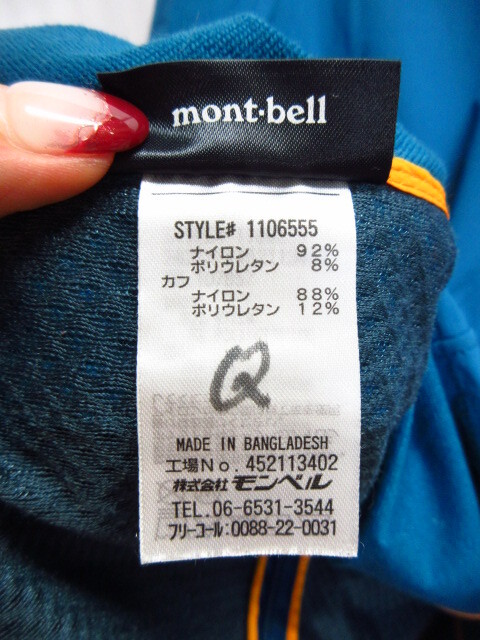 mont-bell
STYLE# 1106555
ナイロン 92%
ポリウレタン 8%
カフ
ナイロン 88%
ポリウレタン 12%
Q
MADE IN BANGLADESH
工場No. 452113402
株式会社 モンベル
TEL.06-6531-3544
フリーコール:0088-22-0031